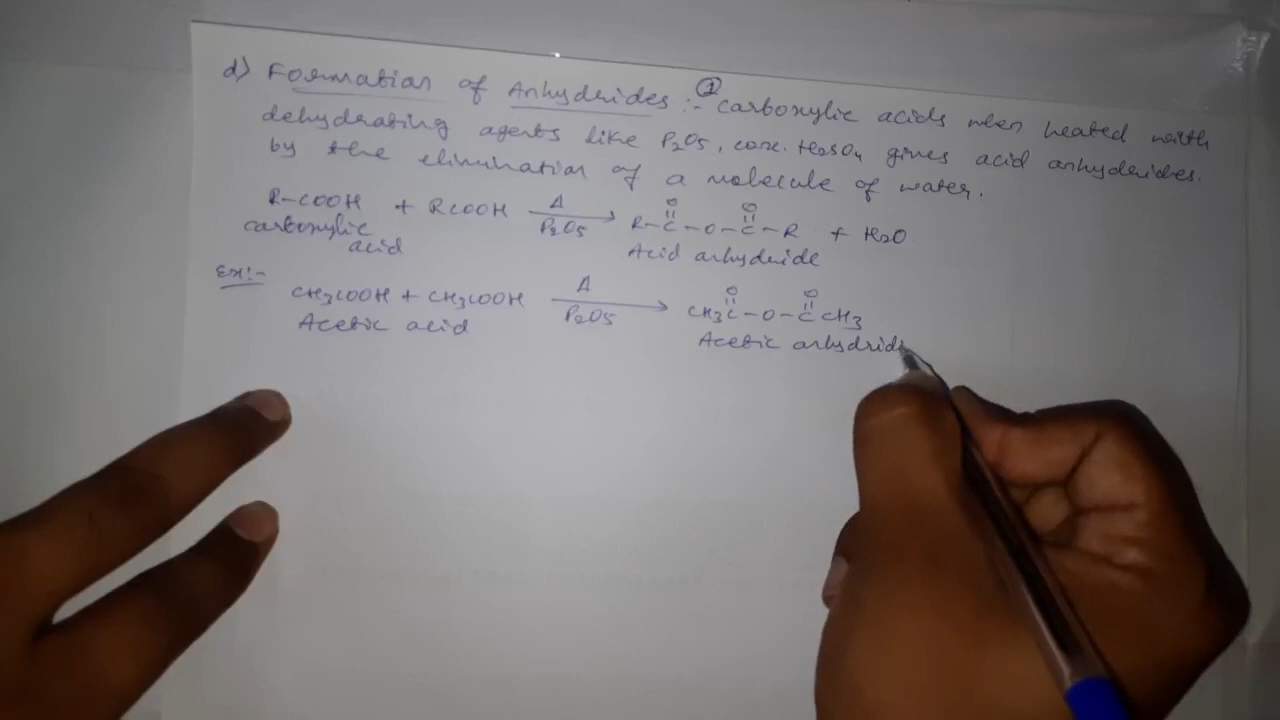 d) Formation of Anhydrides :- ① carboxylic acids when heated with
dehydrating agents like P2O5, conc. H2SO4 gives acid anhydrides.
by the elimination of a molecule of water.
R-COOH + RCOOH Δ P2O5 → R-C(=O)-O-C(=O)-R + H2O
carboxylic acid Acid anhydride
Ex:- CH3COOH + CH3COOH Δ P2O5 → CH3C(=O)-O-C(=O)CH3
Acetic acid Acetic anhydrid